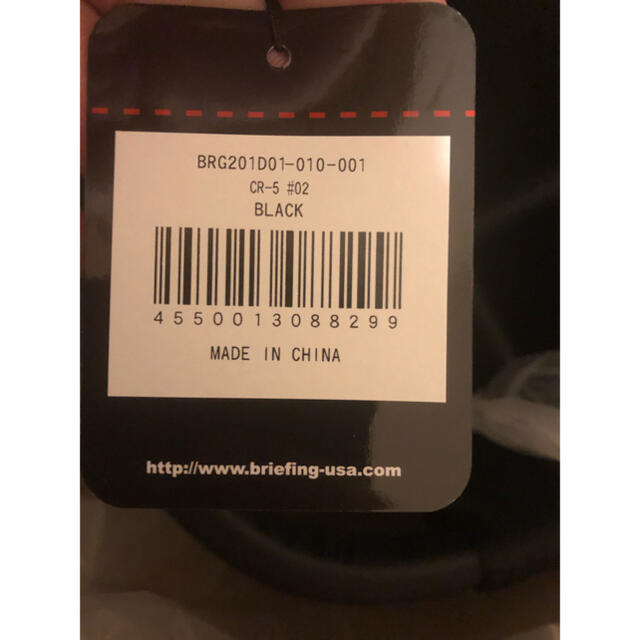 BRG201D01-010-001
CR-5 #02
BLACK
4550013088299
MADE IN CHINA
http://www.briefing-usa.com